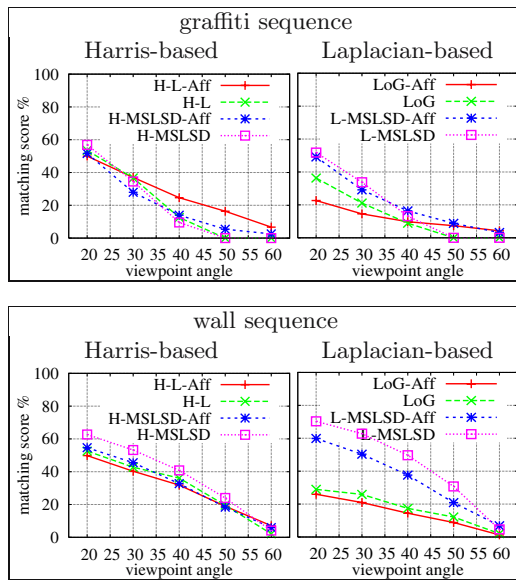 graffiti sequence
Harris-based
Laplacian-based
matching score %
100
80
60
40
20
0
H-L-Aff
H-L
H-MSLSD-Aff
H-MSLSD
20 25 30 35 40 45 50 55 60
viewpoint angle
LoG-Aff
LoG
L-MSLSD-Aff
L-MSLSD
20 25 30 35 40 45 50 55 60
viewpoint angle
wall sequence
Harris-based
Laplacian-based
matching score %
100
80
60
40
20
0
H-L-Aff
H-L
H-MSLSD-Aff
H-MSLSD
20 25 30 35 40 45 50 55 60
viewpoint angle
LoG-Aff
LoG
L-MSLSD-Aff
L-MSLSD
20 25 30 35 40 45 50 55 60
viewpoint angle